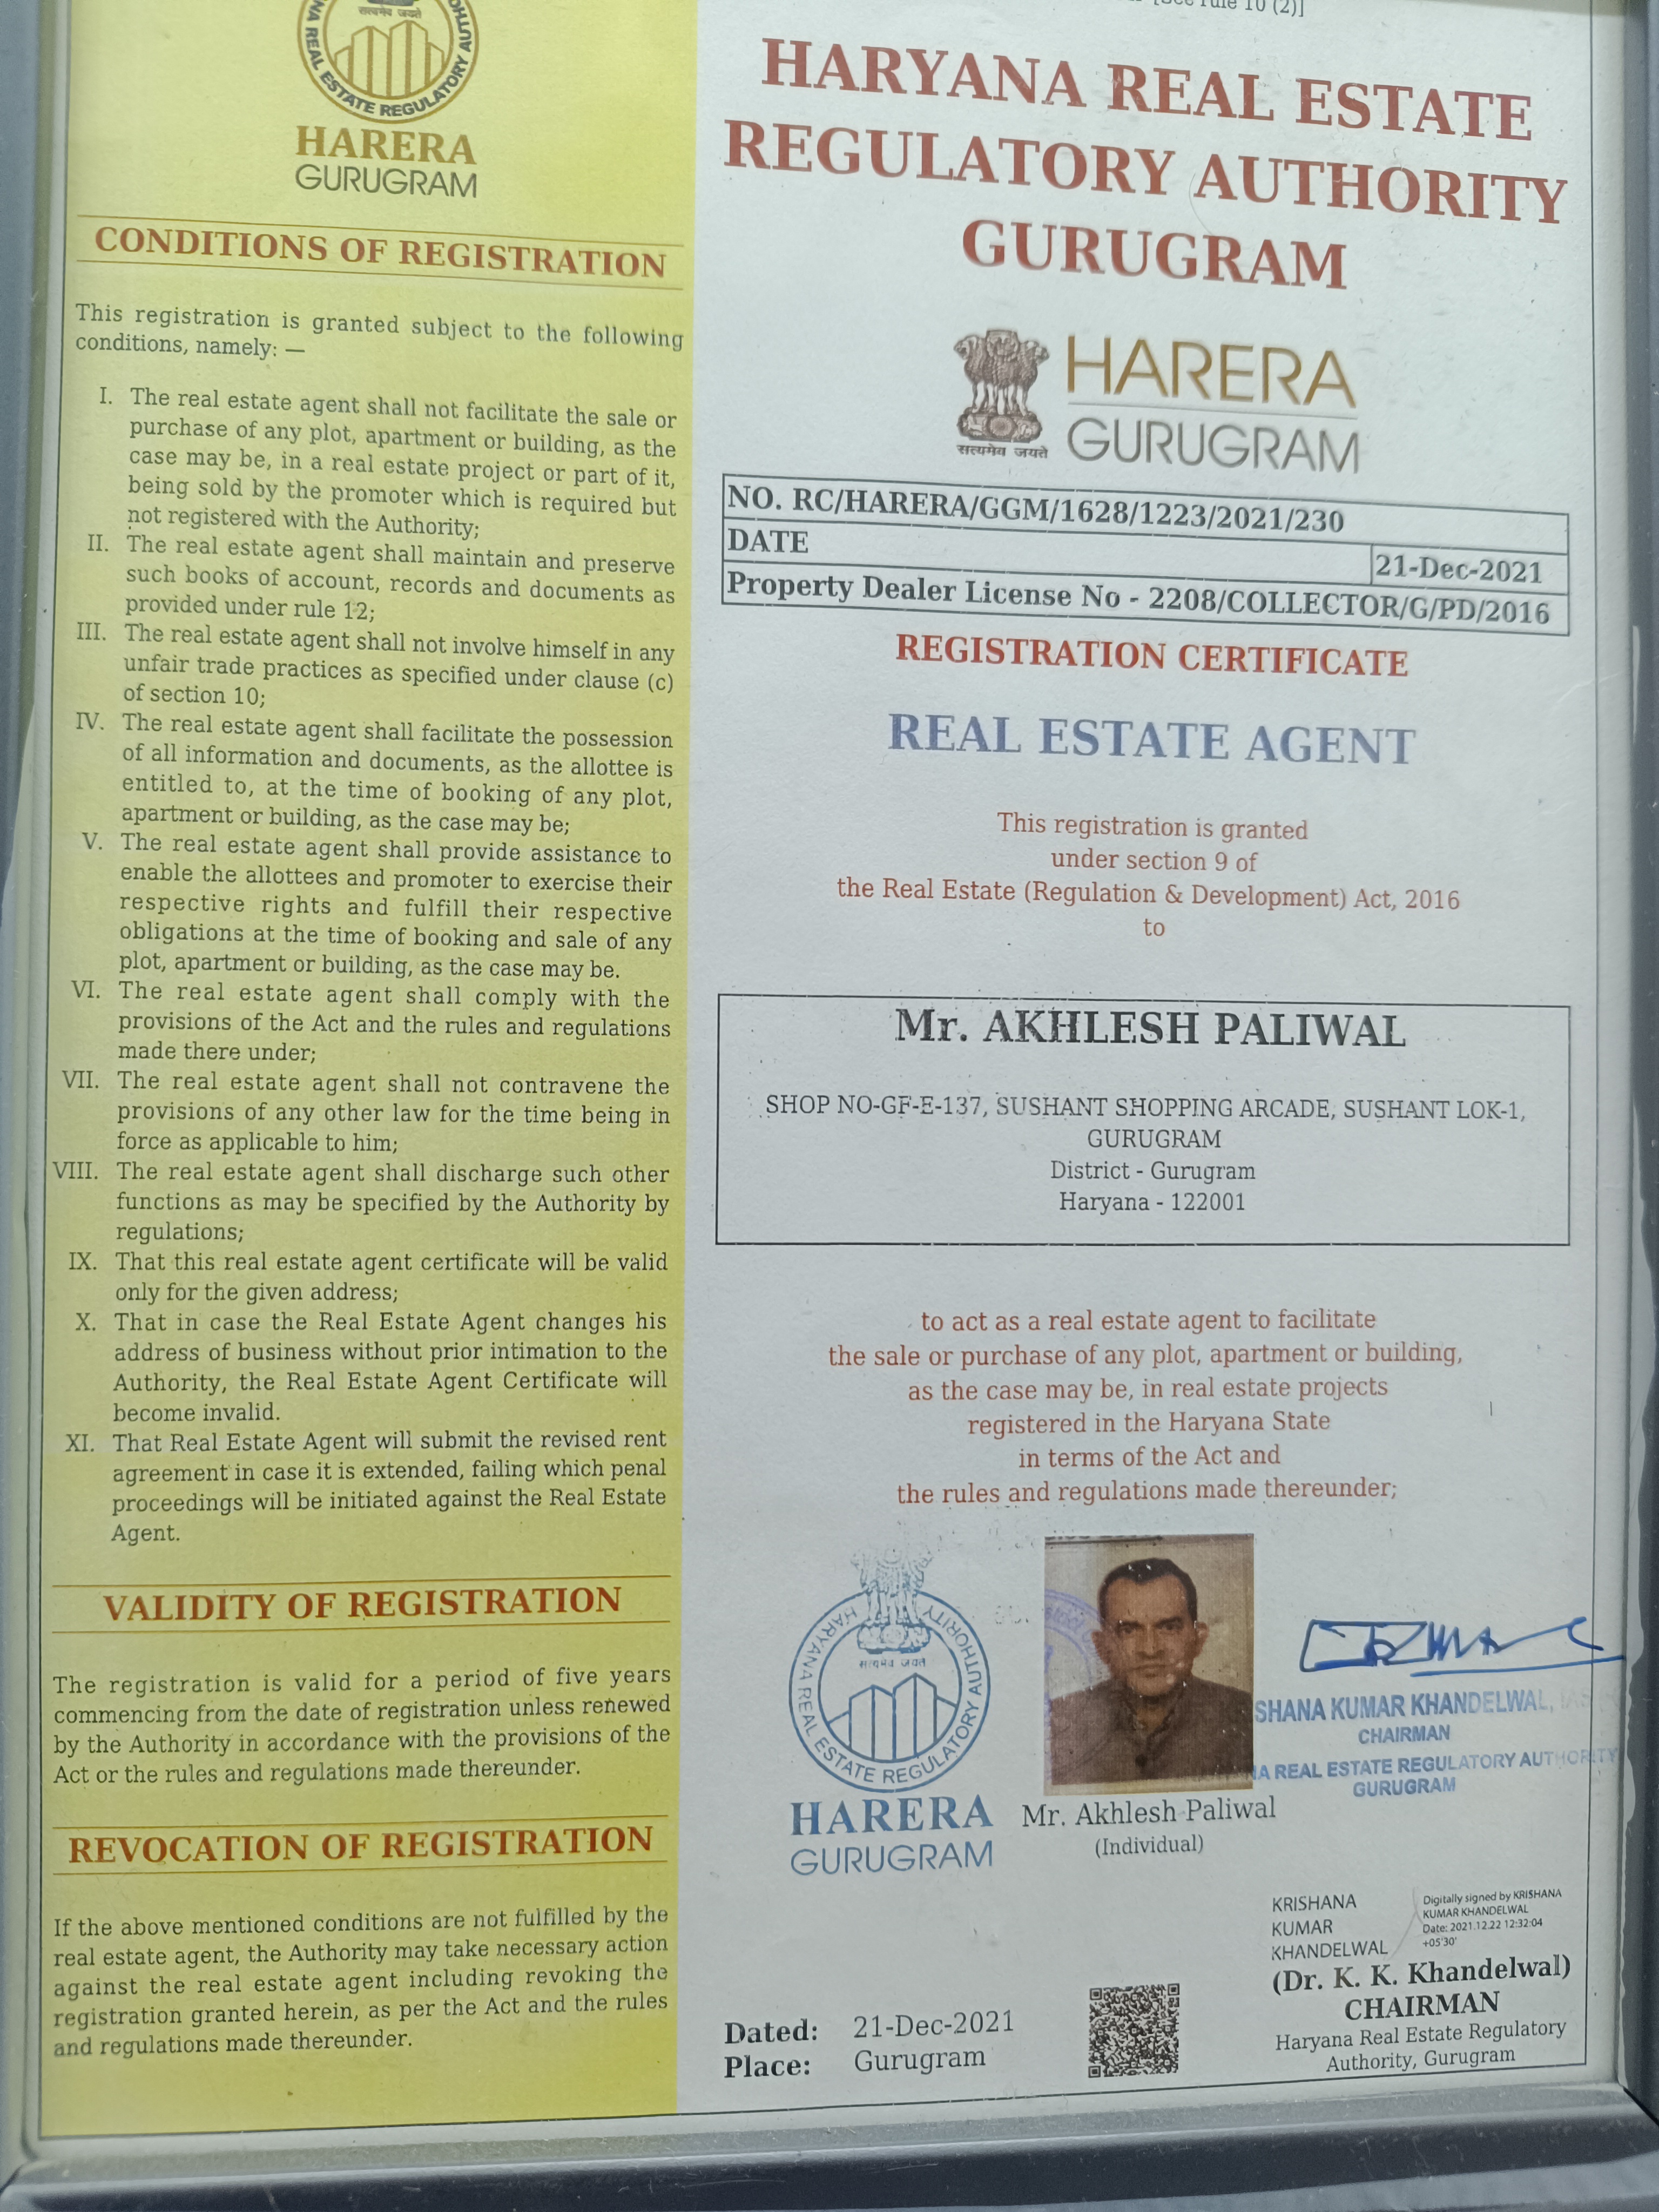 सत्यमेव जयते
REAL ESTATE REGULATORY
HARERA
GURUGRAM
CONDITIONS OF REGISTRATION
This registration is granted subject to the following
conditions, namely: —
I. The real estate agent shall not facilitate the sale or
purchase of any plot, apartment or building, as the
case may be, in a real estate project or part of it,
being sold by the promoter which is required but
not registered with the Authority;
II. The real estate agent shall maintain and preserve
such books of account, records and documents as
provided under rule 12;
III. The real estate agent shall not involve himself in any
unfair trade practices as specified under clause (c)
of section 10;
IV. The real estate agent shall facilitate the possession
of all information and documents, as the allottee is
entitled to, at the time of booking of any plot,
apartment or building, as the case may be;
V. The real estate agent shall provide assistance to
enable the allottees and promoter to exercise their
respective rights and fulfill their respective
obligations at the time of booking and sale of any
plot, apartment or building, as the case may be.
VI. The real estate agent shall comply with the
provisions of the Act and the rules and regulations
made there under;
VII. The real estate agent shall not contravene the
provisions of any other law for the time being in
force as applicable to him;
VIII. The real estate agent shall discharge such other
functions as may be specified by the Authority by
regulations;
IX. That this real estate agent certificate will be valid
only for the given address;
X. That in case the Real Estate Agent changes his
address of business without prior intimation to the
Authority, the Real Estate Agent Certificate will
become invalid.
XI. That Real Estate Agent will submit the revised rent
agreement in case it is extended, failing which penal
proceedings will be initiated against the Real Estate
Agent.
VALIDITY OF REGISTRATION
The registration is valid for a period of five years
commencing from the date of registration unless renewed
by the Authority in accordance with the provisions of the
Act or the rules and regulations made thereunder.
REVOCATION OF REGISTRATION
If the above mentioned conditions are not fulfilled by the
real estate agent, the Authority may take necessary action
against the real estate agent including revoking the
registration granted herein, as per the Act and the rules
and regulations made thereunder.
rule 10 (2)]
HARYANA REAL ESTATE
REGULATORY AUTHORITY
GURUGRAM
HARERA
GURUGRAM
सत्यमेव जयते
NO. RC/HARERA/GGM/1628/1223/2021/230
DATE 21-Dec-2021
Property Dealer License No - 2208/COLLECTOR/G/PD/2016
REGISTRATION CERTIFICATE
REAL ESTATE AGENT
This registration is granted
under section 9 of
the Real Estate (Regulation & Development) Act, 2016
to
Mr. AKHLESH PALIWAL
SHOP NO-GF-E-137, SUSHANT SHOPPING ARCADE, SUSHANT LOK-1,
GURUGRAM
District - Gurugram
Haryana - 122001
to act as a real estate agent to facilitate
the sale or purchase of any plot, apartment or building,
as the case may be, in real estate projects
registered in the Haryana State
in terms of the Act and
the rules and regulations made thereunder;
सत्यमेव जयते
HARYANA REAL ESTATE REGULATORY AUTHORITY
HARERA
GURUGRAM
Mr. Akhlesh Paliwal
(Individual)
SHANA KUMAR KHANDELWAL, IAS
CHAIRMAN
NA REAL ESTATE REGULATORY AUTHORITY
GURUGRAM
KRISHANA
KUMAR
KHANDELWAL
Digitally signed by KRISHANA
KUMAR KHANDELWAL
Date: 2021.12.22 12:32:04
+05'30'
(Dr. K. K. Khandelwal)
CHAIRMAN
Haryana Real Estate Regulatory
Authority, Gurugram
Dated: 21-Dec-2021
Place: Gurugram